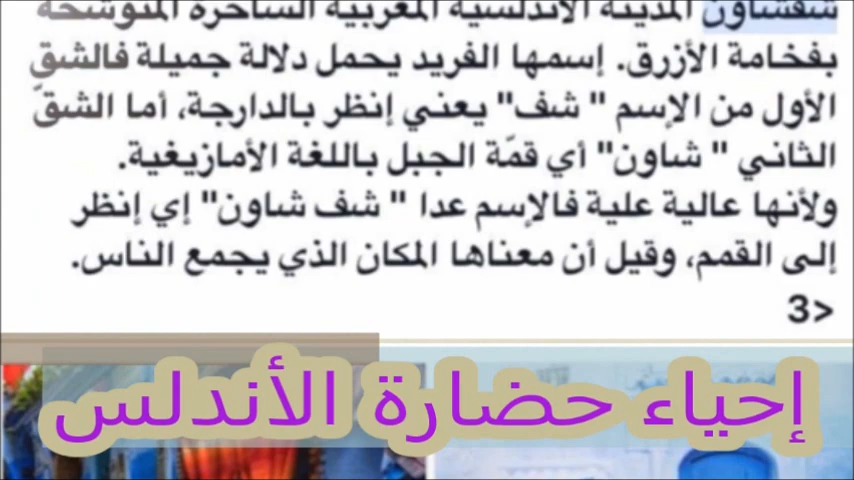 شفشاون المدينة الأندلسية المغربية الساحرة المتوشحة
بفخامة الأزرق. إسمها الفريد يحمل دلالة جميلة فالشق
الأول من الإسم " شف" يعني إنظر بالدارجة، أما الشقّ
الثاني " شاون" أي قمّة الجبل باللغة الأمازيغية.
ولأنها عالية علية فالإسم عدا " شف شاون" إي إنظر
إلى القمم، وقيل أن معناها المكان الذي يجمع الناس.
<3
إحياء حضارة الأندلس